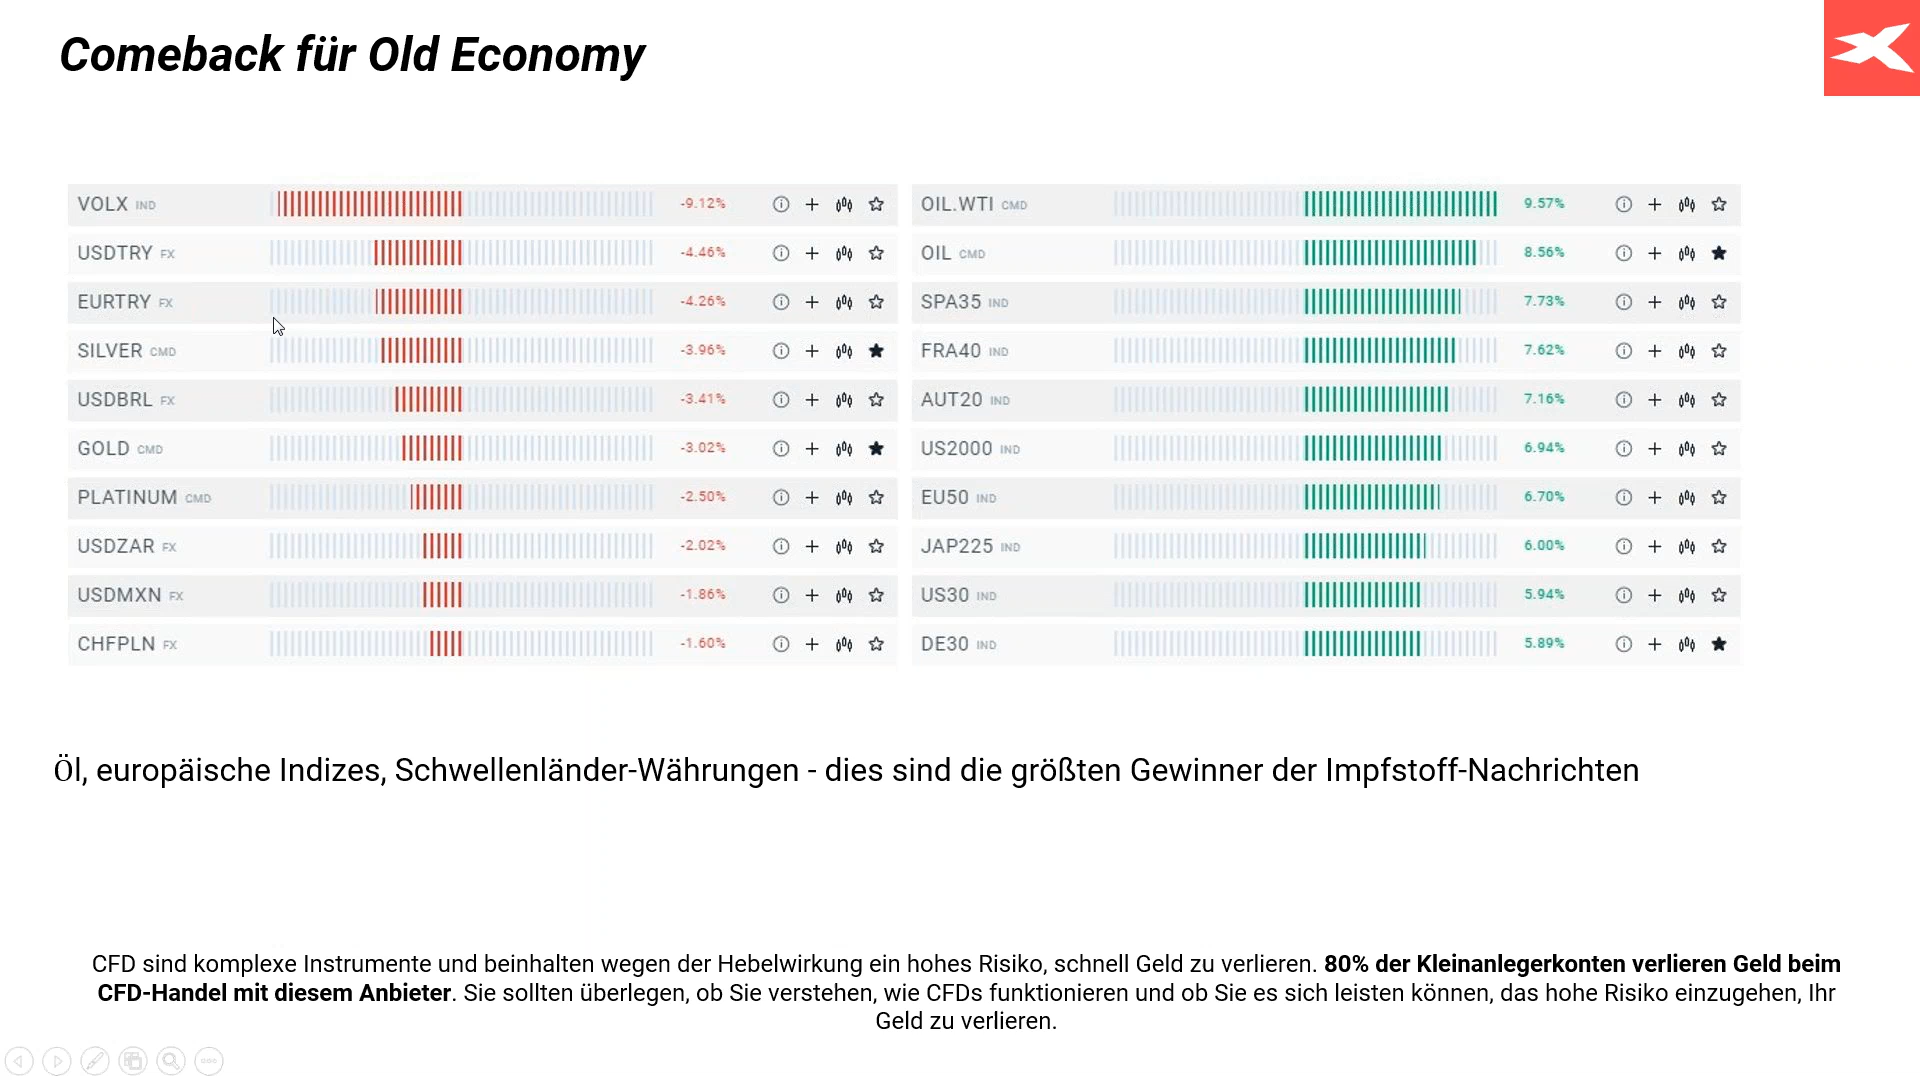 Comeback für Old Economy
VOLX IND -9.12%
USDTRY FX -4.46%
EURTRY FX -4.26%
SILVER CMD -3.96%
USDBRL FX -3.41%
GOLD CMD -3.02%
PLATINUM CMD -2.50%
USDZAR FX -2.02%
USDMXN FX -1.86%
CHFPLN FX -1.60%
OIL.WTI CMD 9.57%
OIL CMD 8.56%
SPA35 IND 7.73%
FRA40 IND 7.62%
AUT20 IND 7.16%
US2000 IND 6.94%
EU50 IND 6.70%
JAP225 IND 6.00%
US30 IND 5.94%
DE30 IND 5.89%
Öl, europäische Indizes, Schwellenländer-Währungen - dies sind die größten Gewinner der Impfstoff-Nachrichten
CFD sind komplexe Instrumente und beinhalten wegen der Hebelwirkung ein hohes Risiko, schnell Geld zu verlieren. 80% der Kleinanlegerkonten verlieren Geld beim
CFD-Handel mit diesem Anbieter. Sie sollten überlegen, ob Sie verstehen, wie CFDs funktionieren und ob Sie es sich leisten können, das hohe Risiko einzugehen, Ihr
Geld zu verlieren.